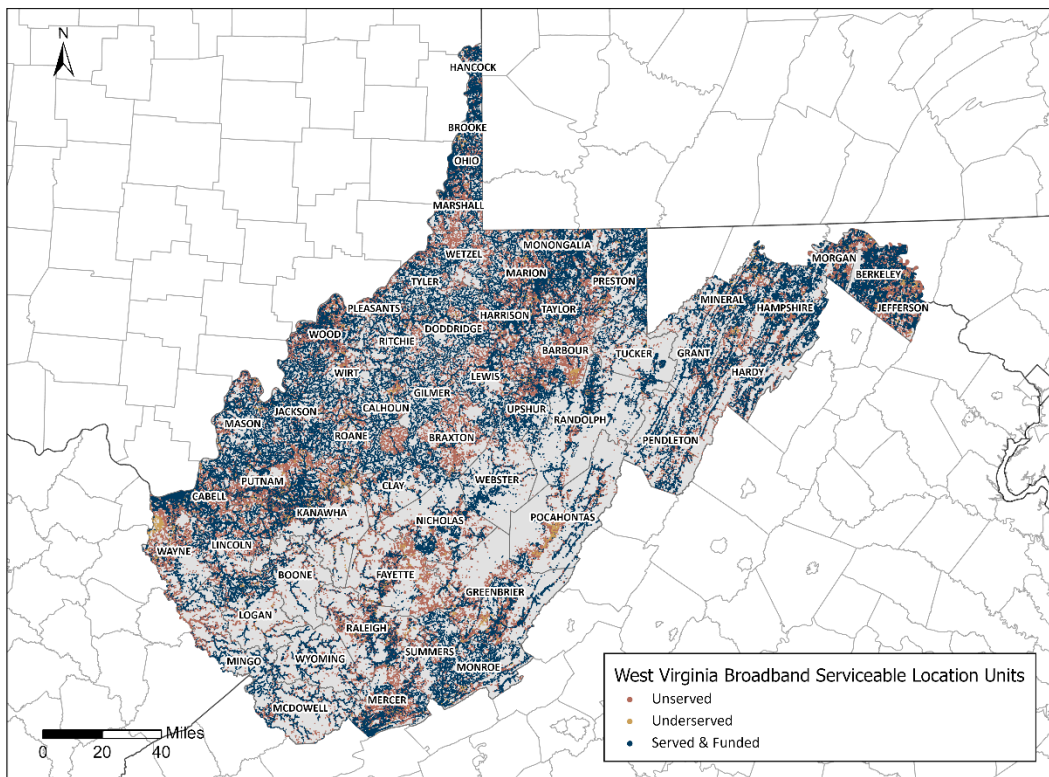 N
HANCOCK
BROOKE
OHIO
MARSHALL
MONONGALIA
WETZEL
MORGAN
MARION
BERKELEY
TYLER
PRESTON
MINERAL
PLEASANTS
HAMPSHIRE
JEFFERSON
TAYLOR
HARRISON
WOOD
DODDRIDGE
RITCHIE
BARBOUR
TUCKER
GRANT
WIRT
LEWIS
HARDY
GILMER
CALHOUN
UPSHUR
JACKSON
RANDOLPH
MASON
ROANE
BRAXTON
PENDLETON
PUTNAM
WEBSTER
CLAY
CABELL
KANAWHA
POCAHONTAS
NICHOLAS
LINCOLN
WAYNE
BOONE
FAYETTE
GREENBRIER
LOGAN
RALEIGH
SUMMERS
WYOMING
MINGO
MONROE
MERCER
MCDOWELL
West Virginia Broadband Serviceable Location Units
Unserved
Underserved
Served & Funded
Miles
0 20 40